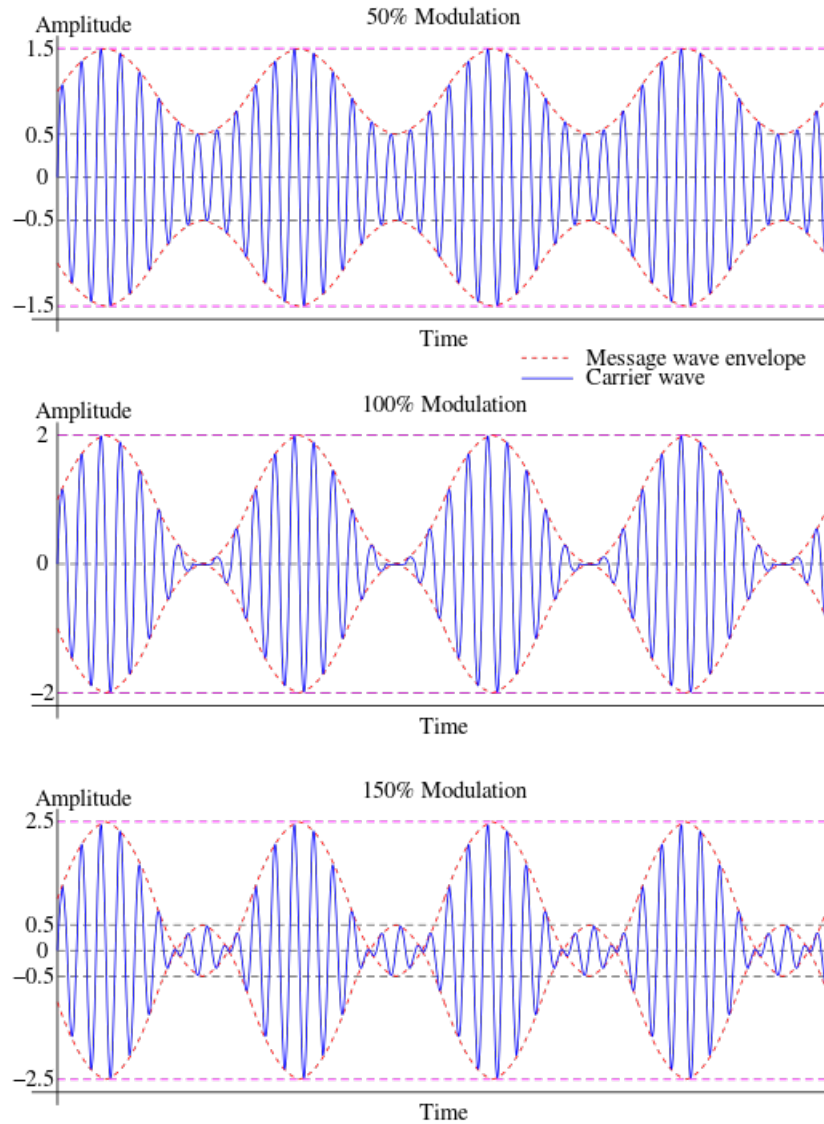 50% Modulation
Amplitude
1.5
0.5
0
−0.5
−1.5
Time
Message wave envelope
Carrier wave
100% Modulation
Amplitude
2
0
−2
Time
150% Modulation
Amplitude
2.5
0.5
0
−0.5
−2.5
Time